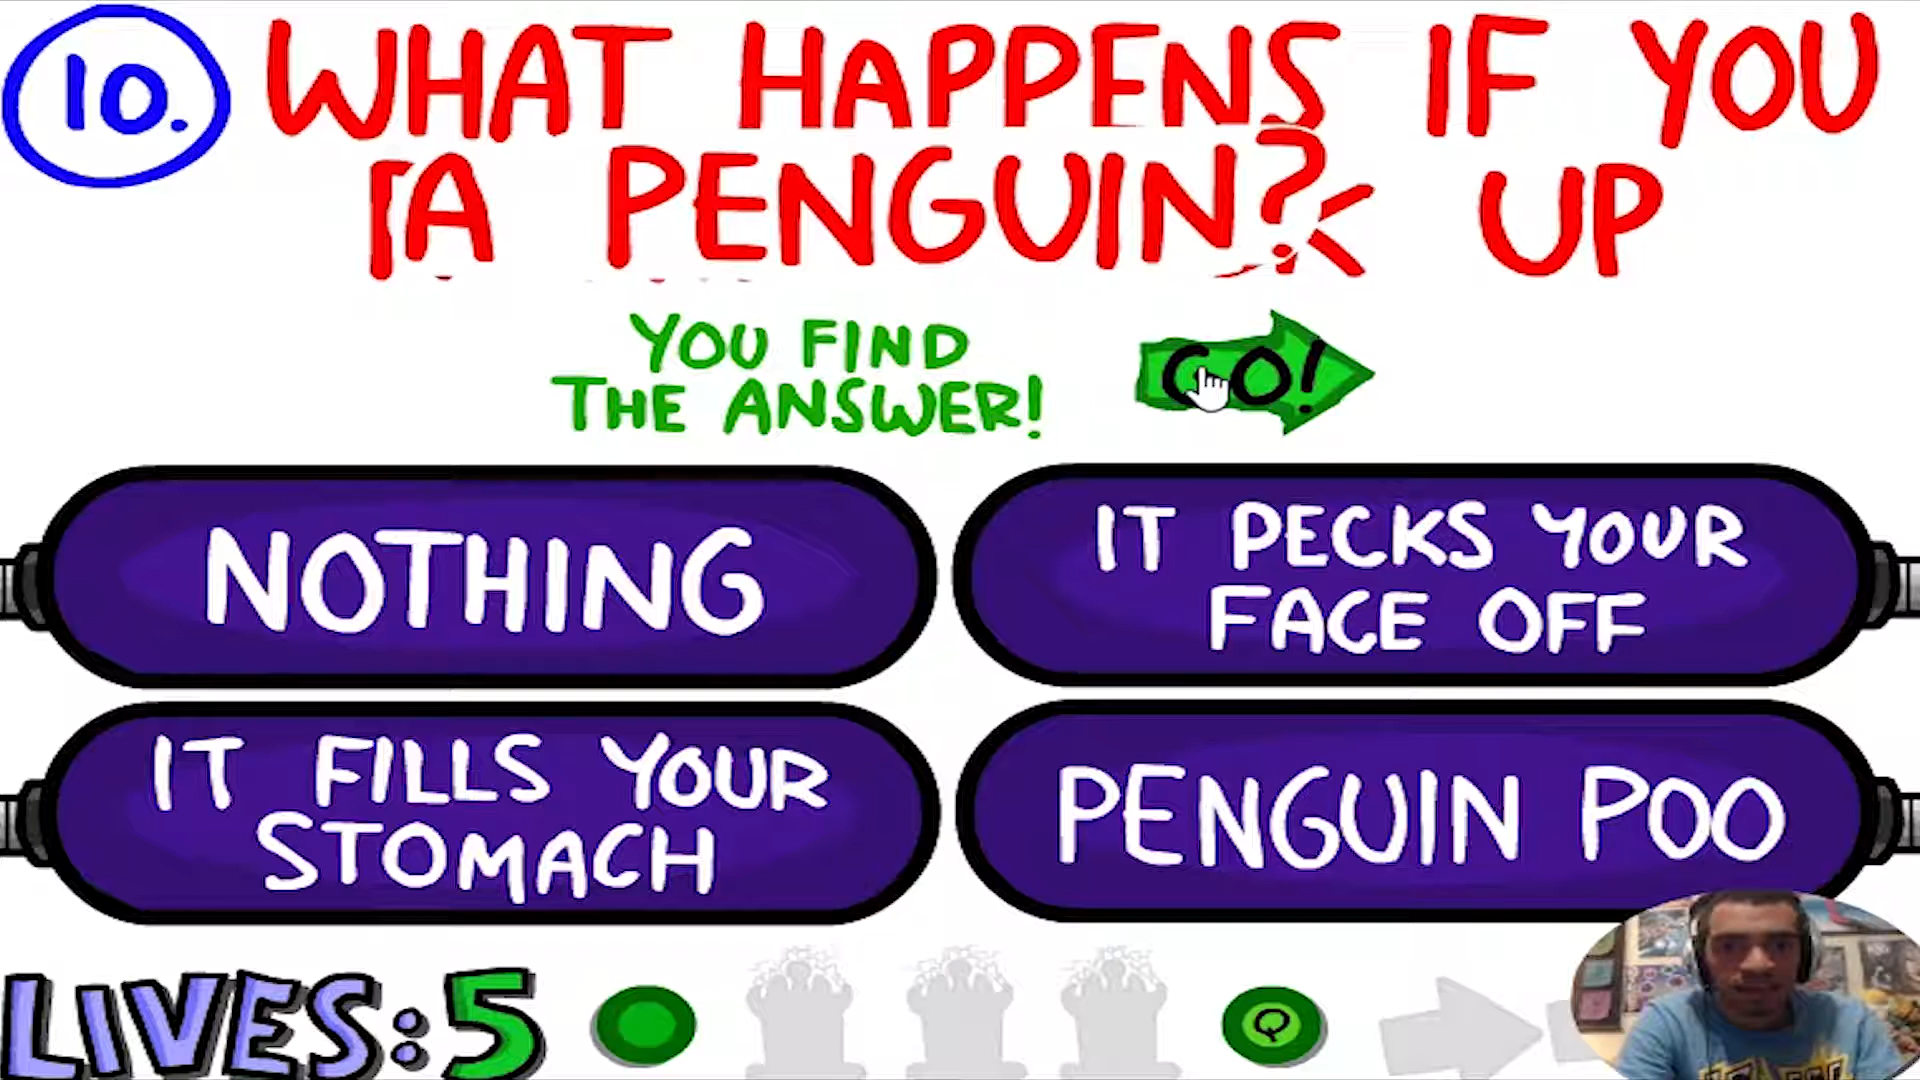 10. WHAT HAPPENS IF YOU
A PENGUIN? UP
YOU FIND
THE ANSWER!
GO!
NOTHING
IT PECKS YOUR
FACE OFF
IT FILLS YOUR
STOMACH
PENGUIN POO
LIVES: 5
Q